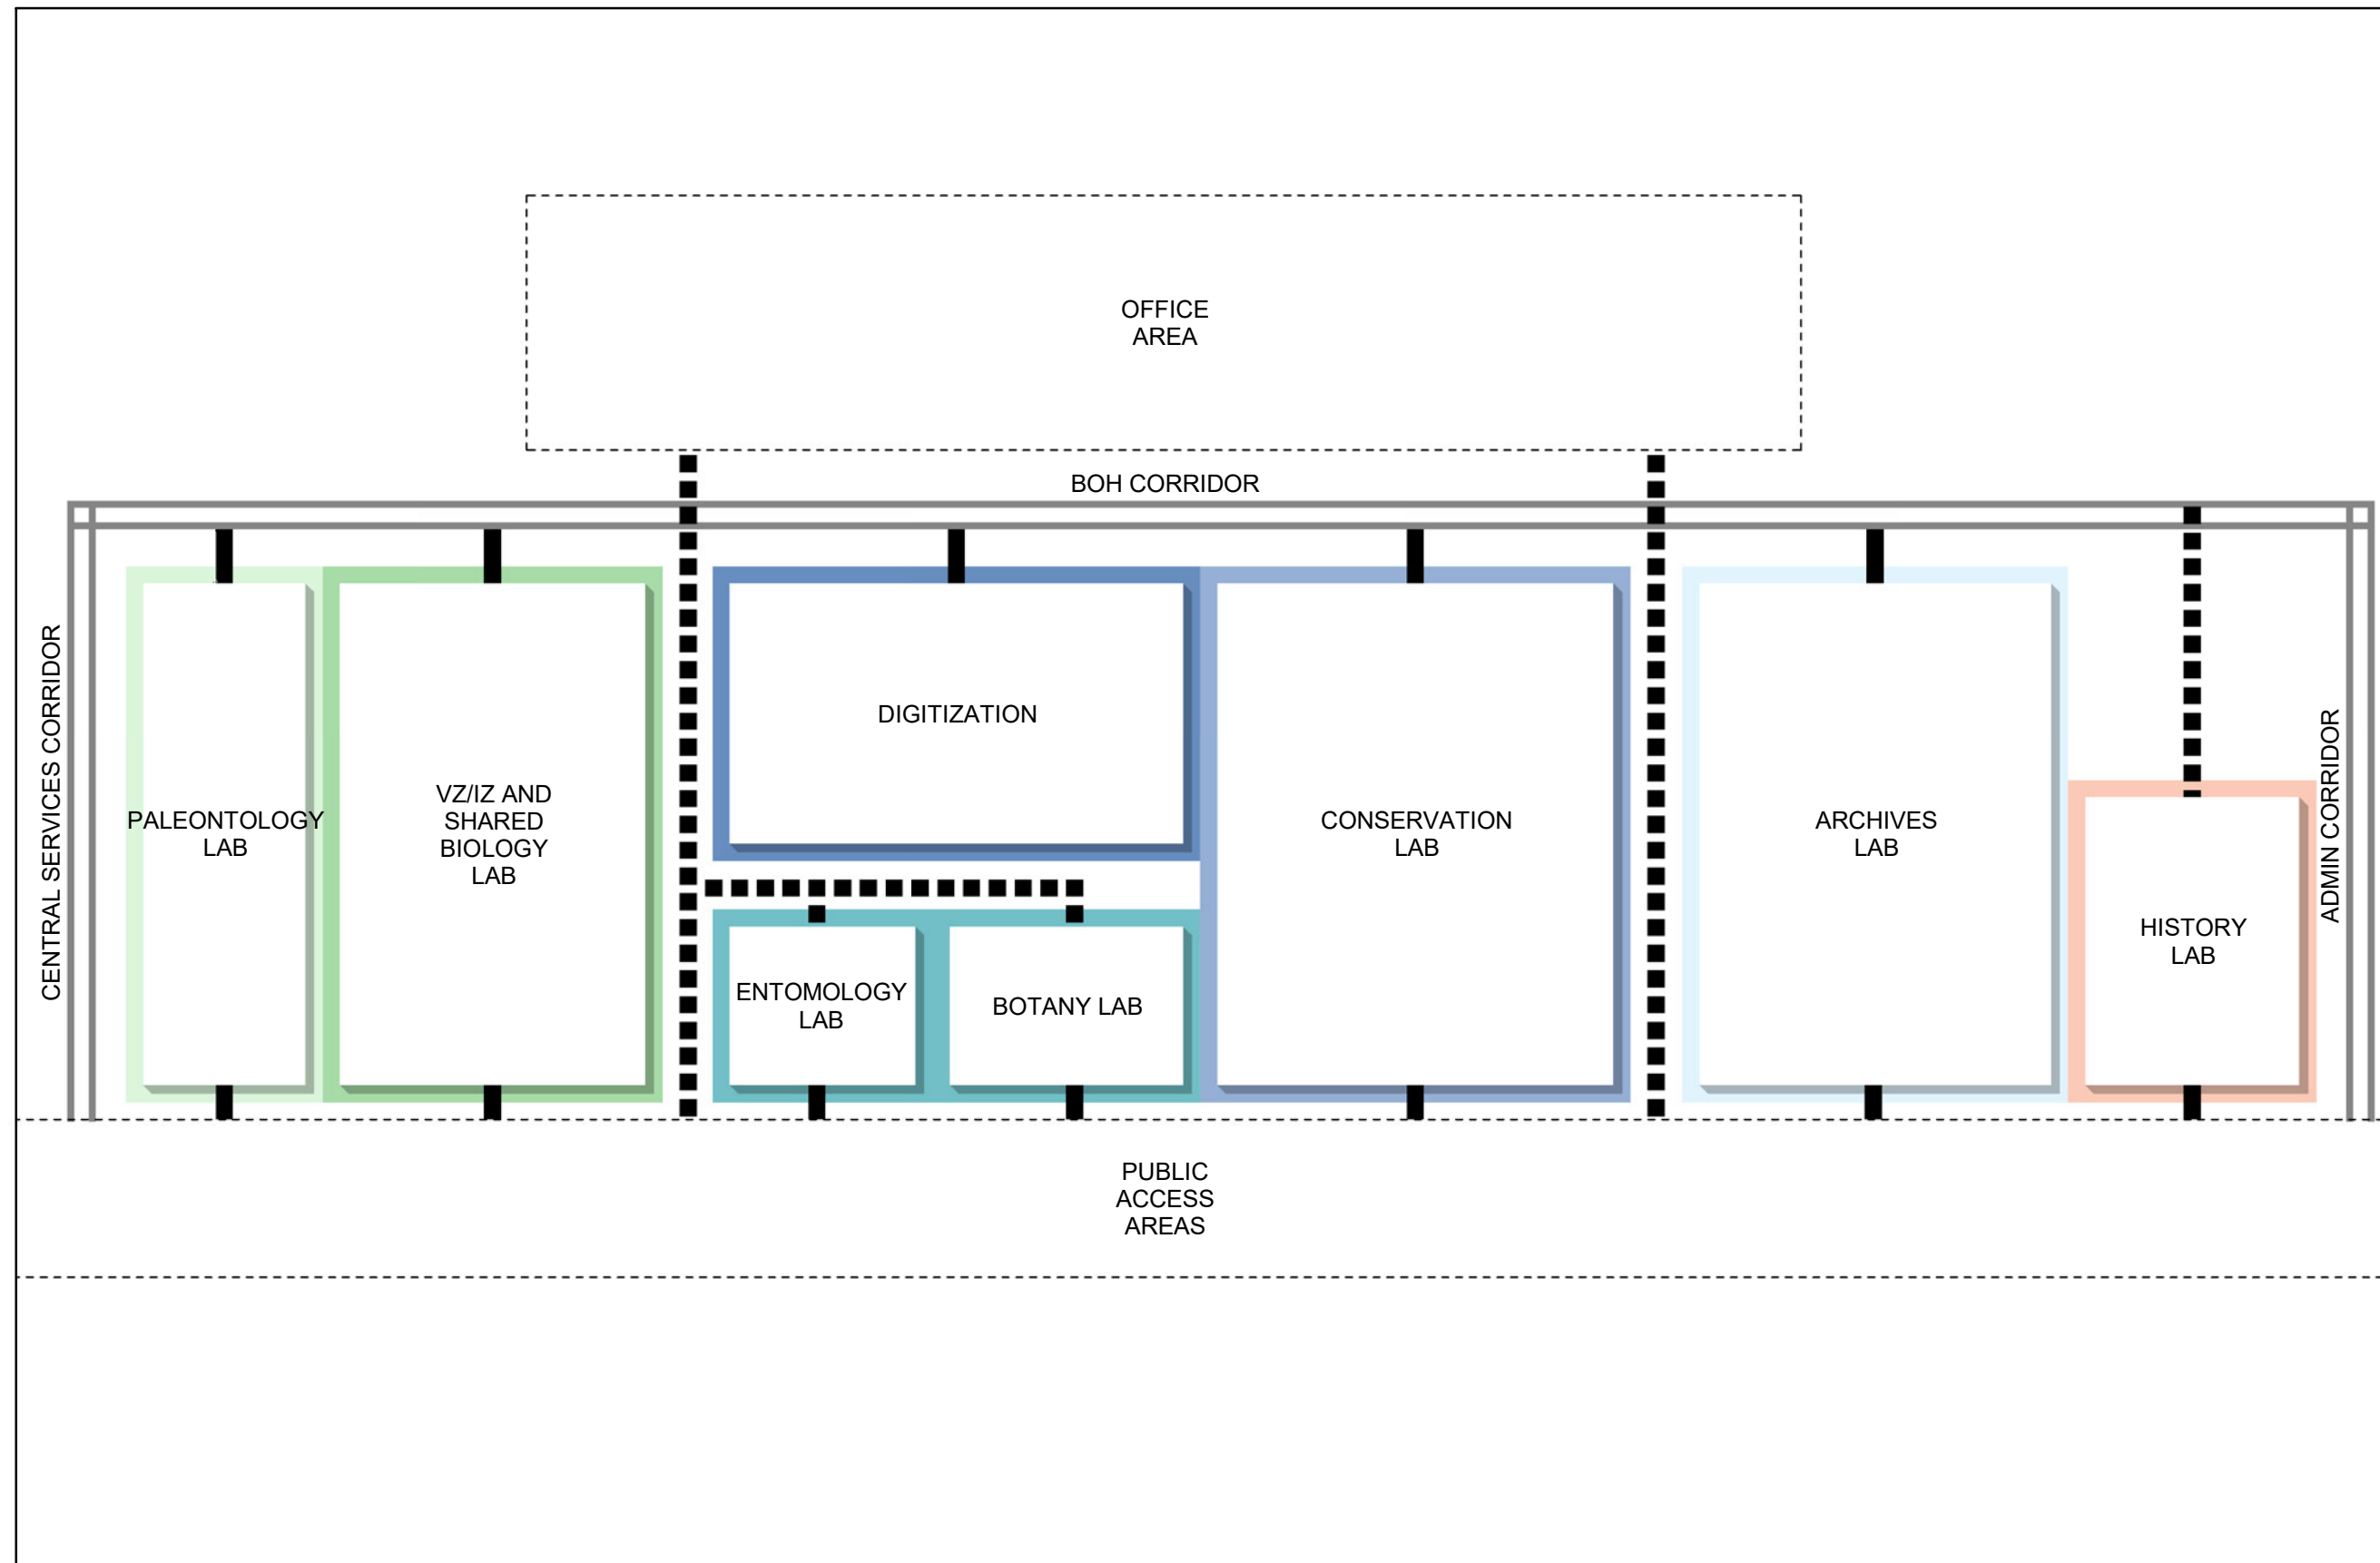 OFFICE
AREA
BOH CORRIDOR
CENTRAL SERVICES CORRIDOR
PALEONTOLOGY
LAB
VZ/IZ AND
SHARED
BIOLOGY
LAB
DIGITIZATION
ENTOMOLOGY
LAB
BOTANY LAB
CONSERVATION
LAB
ARCHIVES
LAB
HISTORY
LAB
ADMIN CORRIDOR
PUBLIC
ACCESS
AREAS